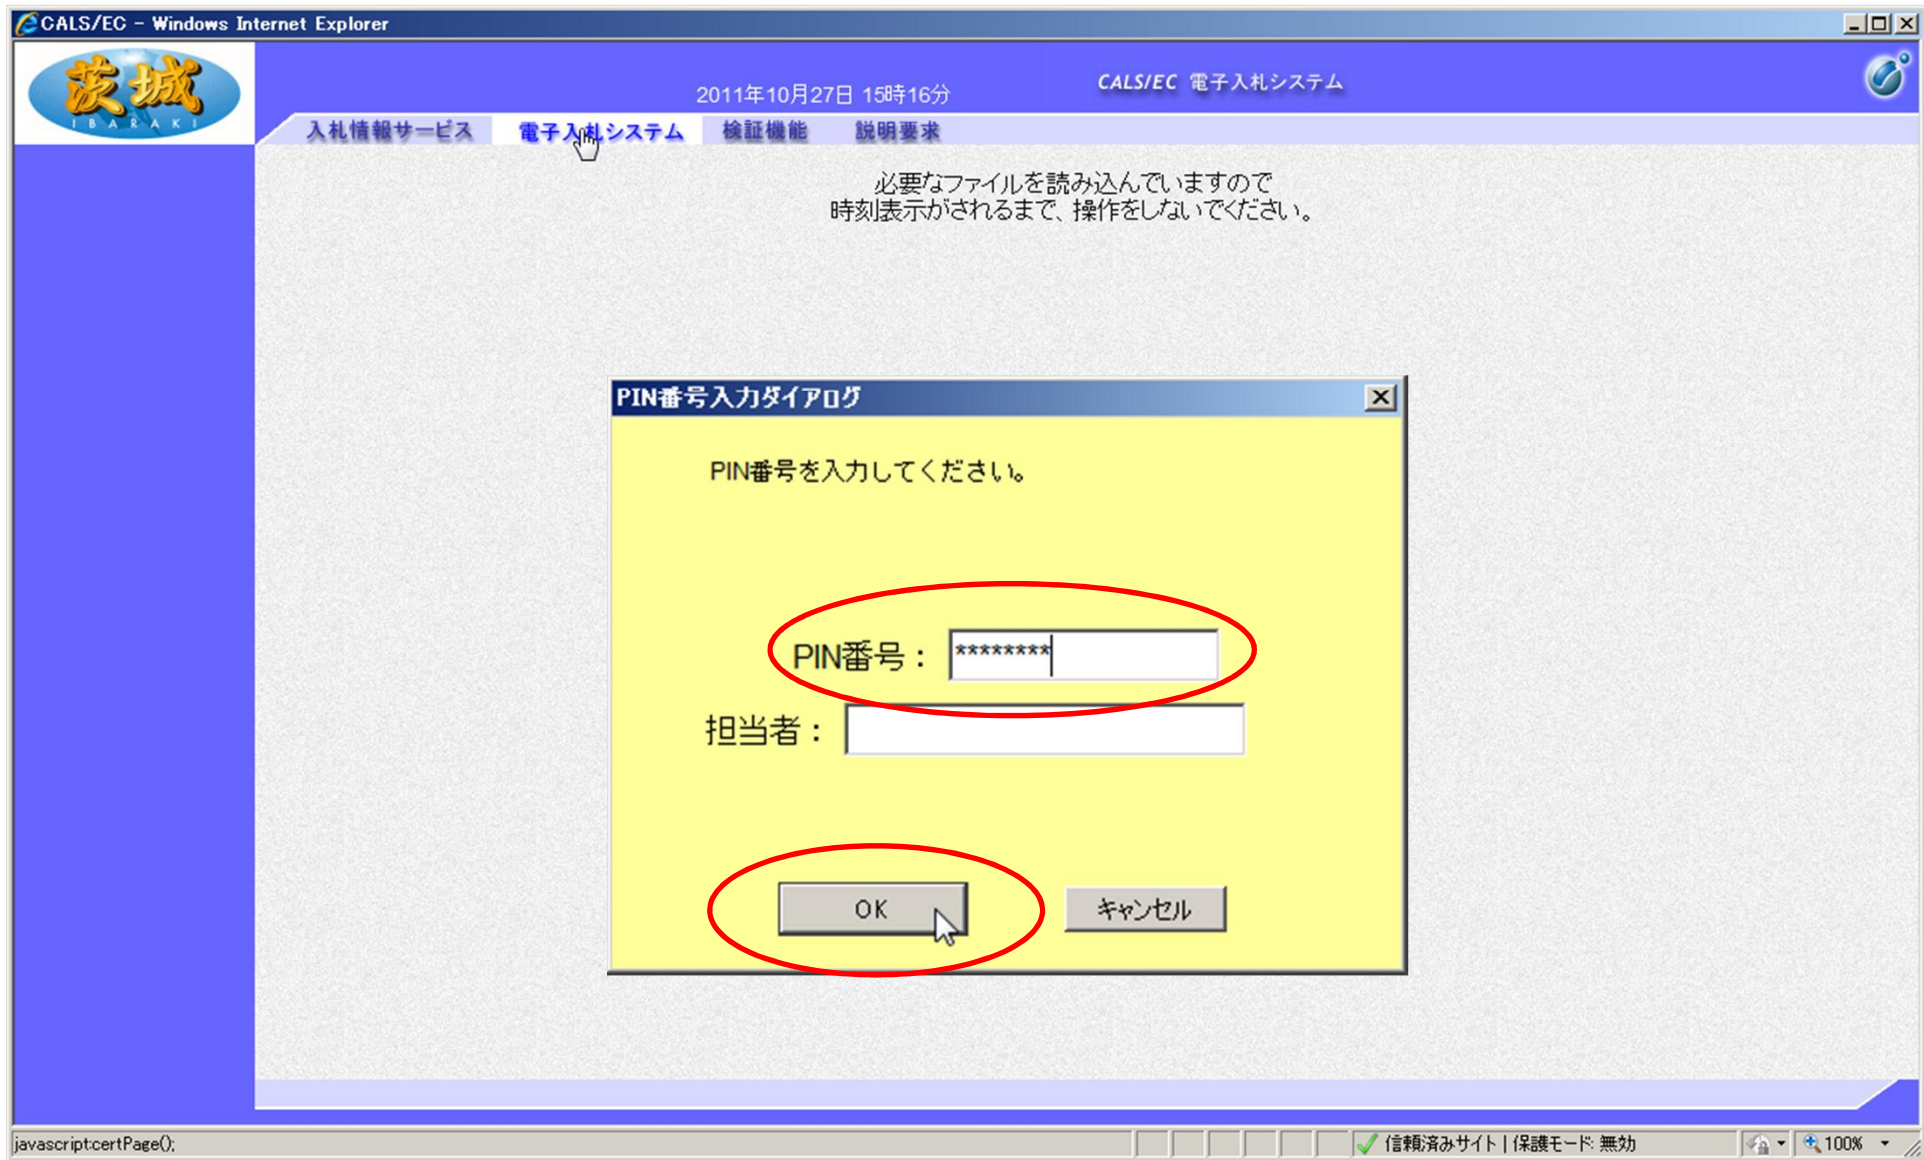 CALS/EC - Windows Internet Explorer
茨城
IBARAKI
2011年10月27日 15時16分
CALS/EC 電子入札システム
入札情報サービス 電子入札システム 検証機能 説明要求
必要なファイルを読み込んでいますので
時刻表示がされるまで、操作をしないでください。
PIN番号入力ダイアログ
PIN番号を入力してください。
PIN番号： ********
担当者：
OK キャンセル
javascript:certPage();
信頼済みサイト | 保護モード: 無効
100%